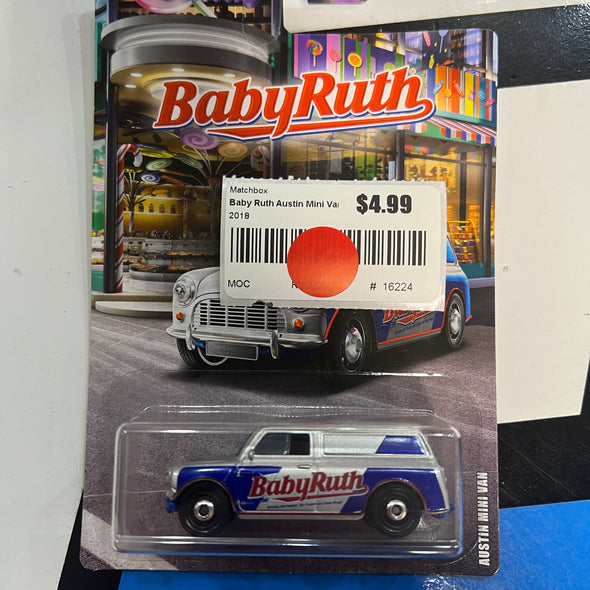 BabyRuth
Matchbox
Baby Ruth Austin Mini Va
$4.99
2018
MOC
# 16224
BabyRuth
AUSTIN MINI VAN